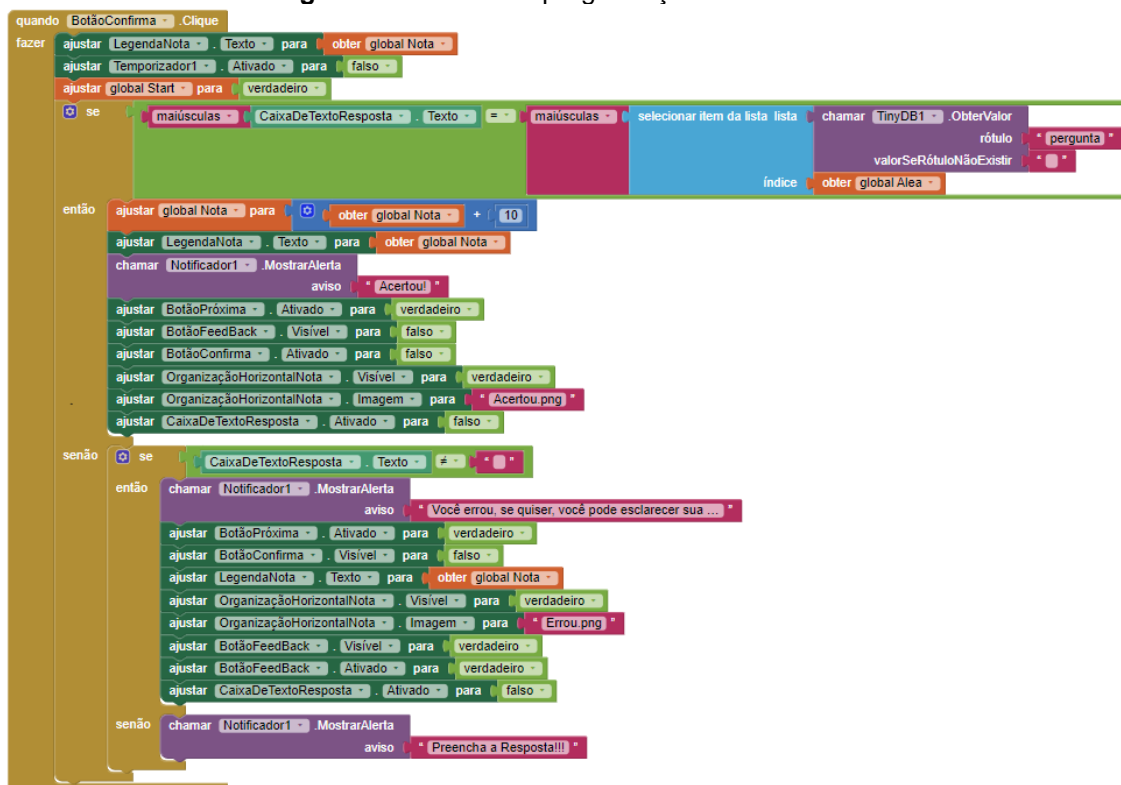 quando BotãoConfirma .Clique
fazer ajustar LegendaNota . Texto para obter global Nota
ajustar Temporizador1 . Ativado para falso
ajustar global Start para verdadeiro
se maiúsculas CaixaDeTextoResposta . Texto = maiúsculas selecionar item da lista lista chamar TinyDB1 .ObterValor
rótulo " pergunta "
valorSeRótuloNãoExistir " "
índice obter global Alea
então ajustar global Nota para obter global Nota + 10
ajustar LegendaNota . Texto para obter global Nota
chamar Notificador1 .MostrarAlerta
aviso " Acertou! "
ajustar BotãoPróxima . Ativado para verdadeiro
ajustar BotãoFeedBack . Visível para falso
ajustar BotãoConfirma . Ativado para falso
ajustar OrganizaçãoHorizontalNota . Visível para verdadeiro
ajustar OrganizaçãoHorizontalNota . Imagem para " Acertou.png "
ajustar CaixaDeTextoResposta . Ativado para falso
senão se CaixaDeTextoResposta . Texto ≠ " "
então chamar Notificador1 .MostrarAlerta
aviso " Você errou, se quiser, você pode esclarecer sua ... "
ajustar BotãoPróxima . Ativado para verdadeiro
ajustar BotãoConfirma . Visível para falso
ajustar LegendaNota . Texto para obter global Nota
ajustar OrganizaçãoHorizontalNota . Visível para verdadeiro
ajustar OrganizaçãoHorizontalNota . Imagem para " Errou.png "
ajustar BotãoFeedBack . Visível para verdadeiro
ajustar BotãoFeedBack . Ativado para verdadeiro
ajustar CaixaDeTextoResposta . Ativado para falso
senão chamar Notificador1 .MostrarAlerta
aviso " Preencha a Resposta!!! "